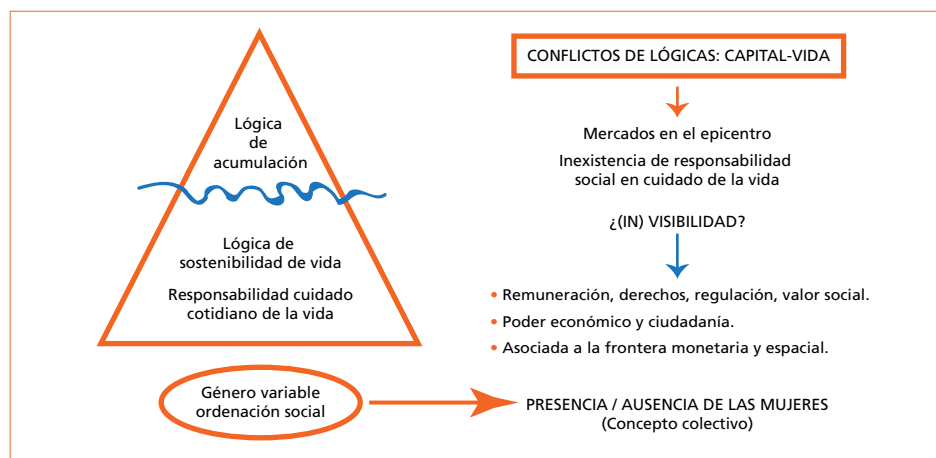 Lógica
de
acumulación
Lógica de
sostenibilidad de vida
Responsabilidad cuidado
cotidiano de la vida
Género variable
ordenación social
CONFLICTOS DE LÓGICAS: CAPITAL-VIDA
Mercados en el epicentro
Inexistencia de responsabilidad
social en cuidado de la vida
¿(IN) VISIBILIDAD?
• Remuneración, derechos, regulación, valor social.
• Poder económico y ciudadanía.
• Asociada a la frontera monetaria y espacial.
PRESENCIA / AUSENCIA DE LAS MUJERES
(Concepto colectivo)